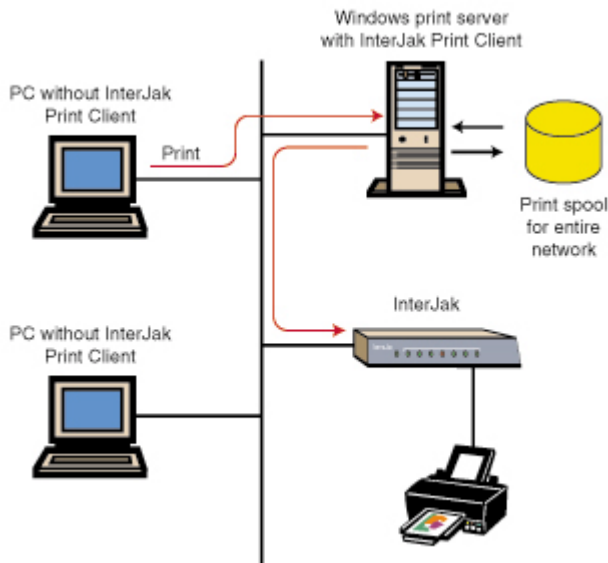 Windows print server
with InterJak Print Client
PC without InterJak
Print Client
Print
Print spool
for entire
network
InterJak
PC without InterJak
Print Client